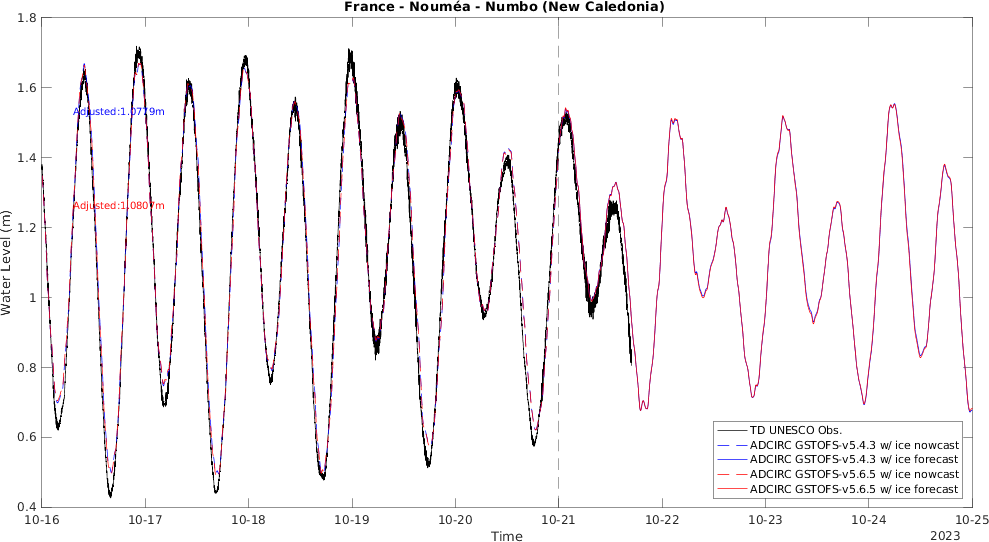 France - Nouméa - Numbo (New Caledonia)
1.8
1.6
1.4
1.2
1
0.8
0.6
0.4
Water Level (m)
Adjusted:1.0779m
Adjusted:1.0807m
TD UNESCO Obs.
ADCIRC GSTOFS-v5.4.3 w/ ice nowcast
ADCIRC GSTOFS-v5.4.3 w/ ice forecast
ADCIRC GSTOFS-v5.6.5 w/ ice nowcast
ADCIRC GSTOFS-v5.6.5 w/ ice forecast
10-16 10-17 10-18 10-19 10-20 10-21 10-22 10-23 10-24 10-25
Time
2023